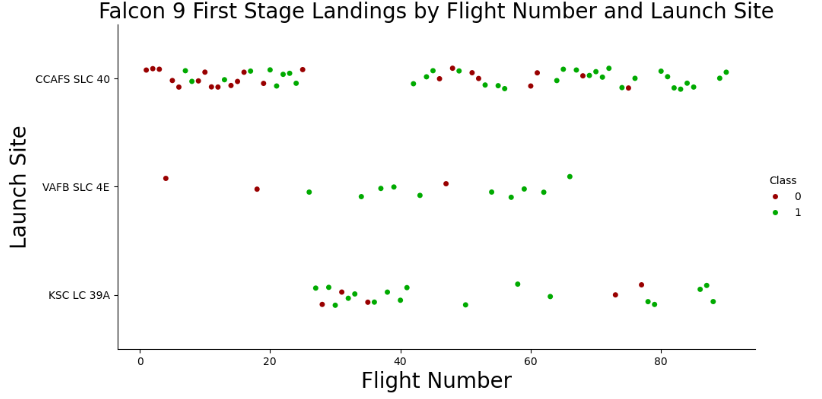 Falcon 9 First Stage Landings by Flight Number and Launch Site
CCAFS SLC 40
VAFB SLC 4E
KSC LC 39A
Launch Site
0
20
40
60
80
Flight Number
Class
0
1